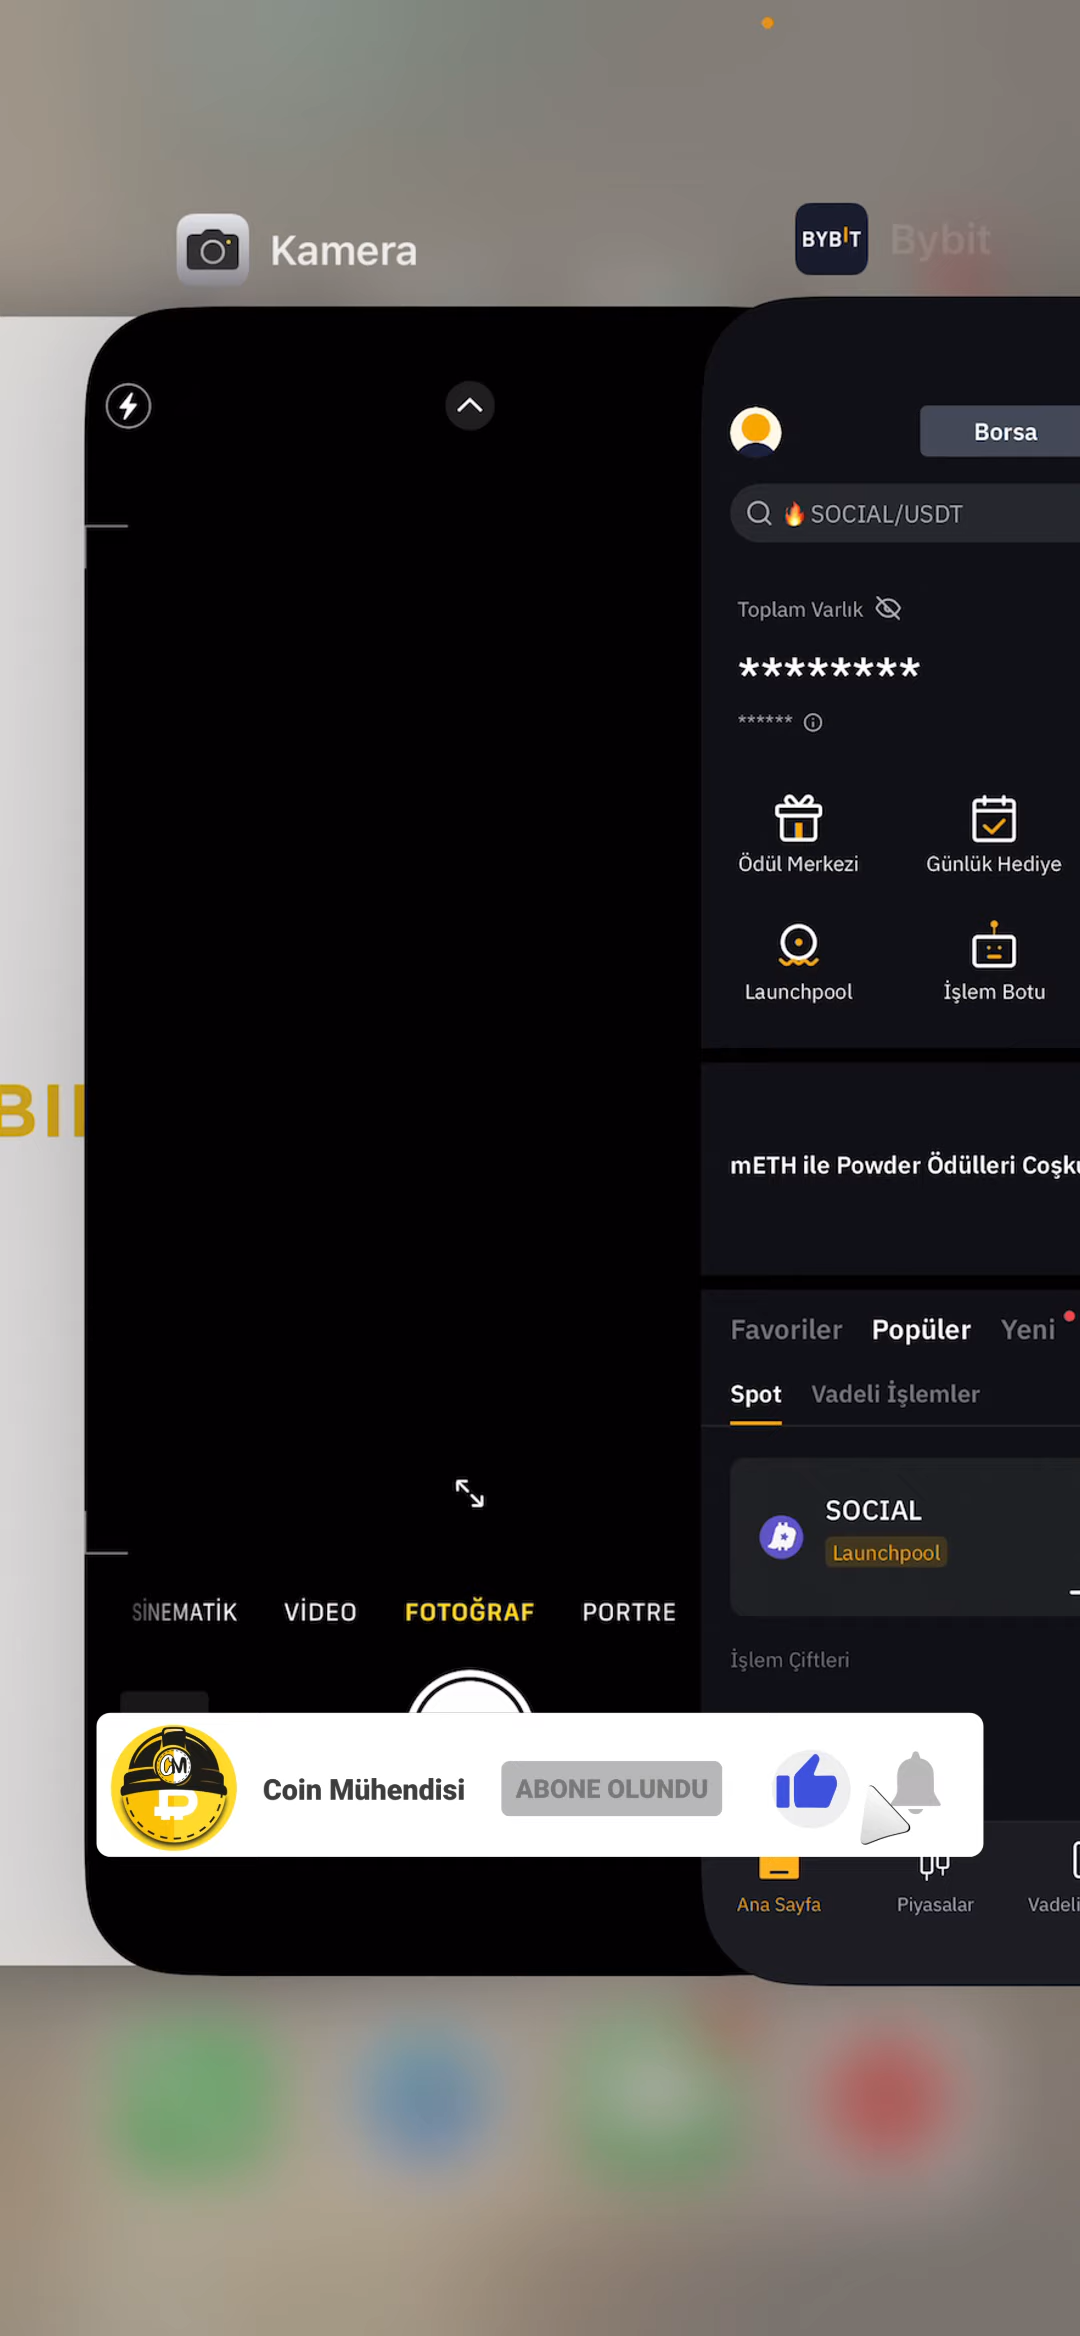 Kamera
BYBIT Bybit
Borsa
SOCIAL/USDT
Toplam Varlık
********
******
Ödül Merkezi Günlük Hediye
Launchpool İşlem Botu
BI
mETH ile Powder Ödülleri
Favoriler Popüler Yeni
Spot Vadeli İşlemler
SOCIAL
Launchpool
SİNEMATİK VİDEO FOTOĞRAF PORTRE
İşlem Çiftleri
CM
Coin Mühendisi ABONE OLUNDU
Ana Sayfa Piyasalar Vadeli